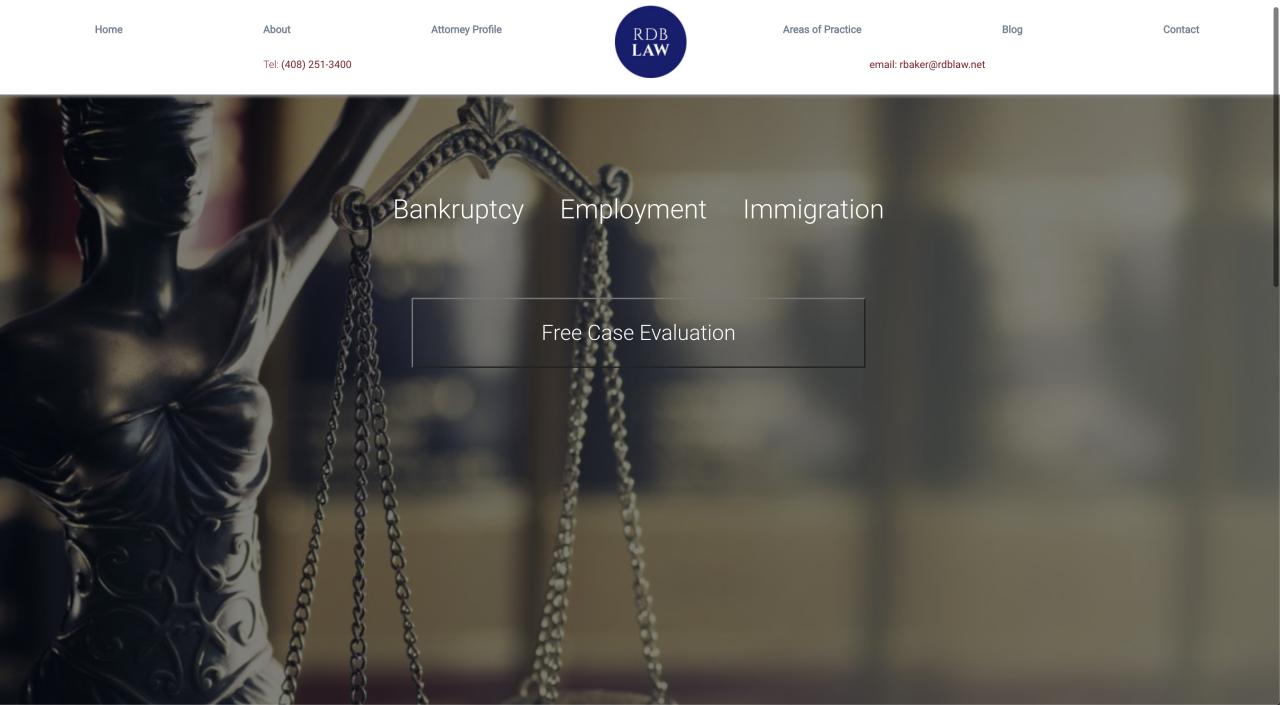 Home
About
Attorney Profile
RDB
LAW
Areas of Practice
Blog
Contact
Tel: (408) 251-3400
email: rbaker@rdblaw.net
Bankruptcy Employment Immigration
Free Case Evaluation